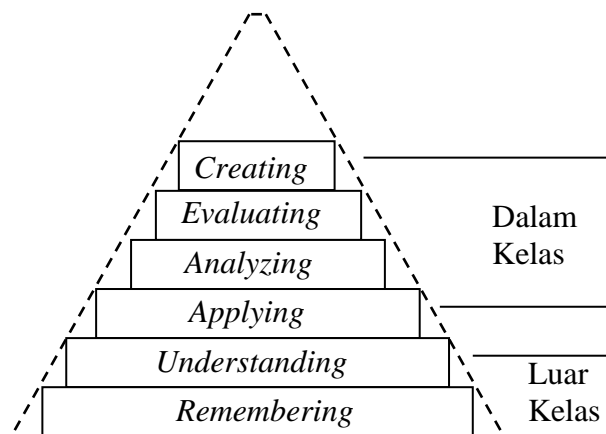 Creating
Evaluating
Analyzing
Applying
Understanding
Remembering
Dalam
Kelas
Luar
Kelas